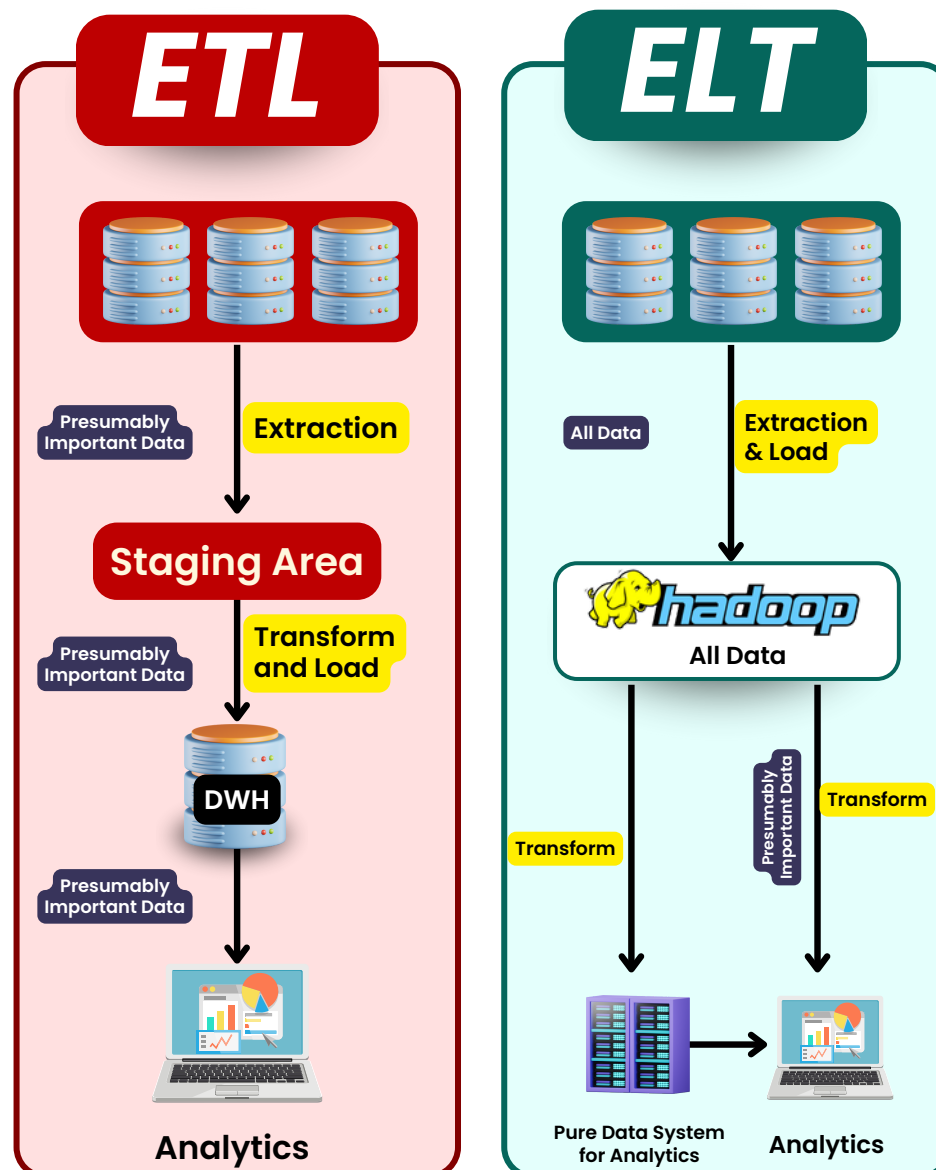 ETL
Presumably
Important Data
Extraction
Staging Area
Presumably
Important Data
Transform
and Load
DWH
Presumably
Important Data
Analytics
ELT
All Data
Extraction
& Load
hadoop
All Data
Transform
Presumably
Important Data
Transform
Pure Data System
for Analytics
Analytics